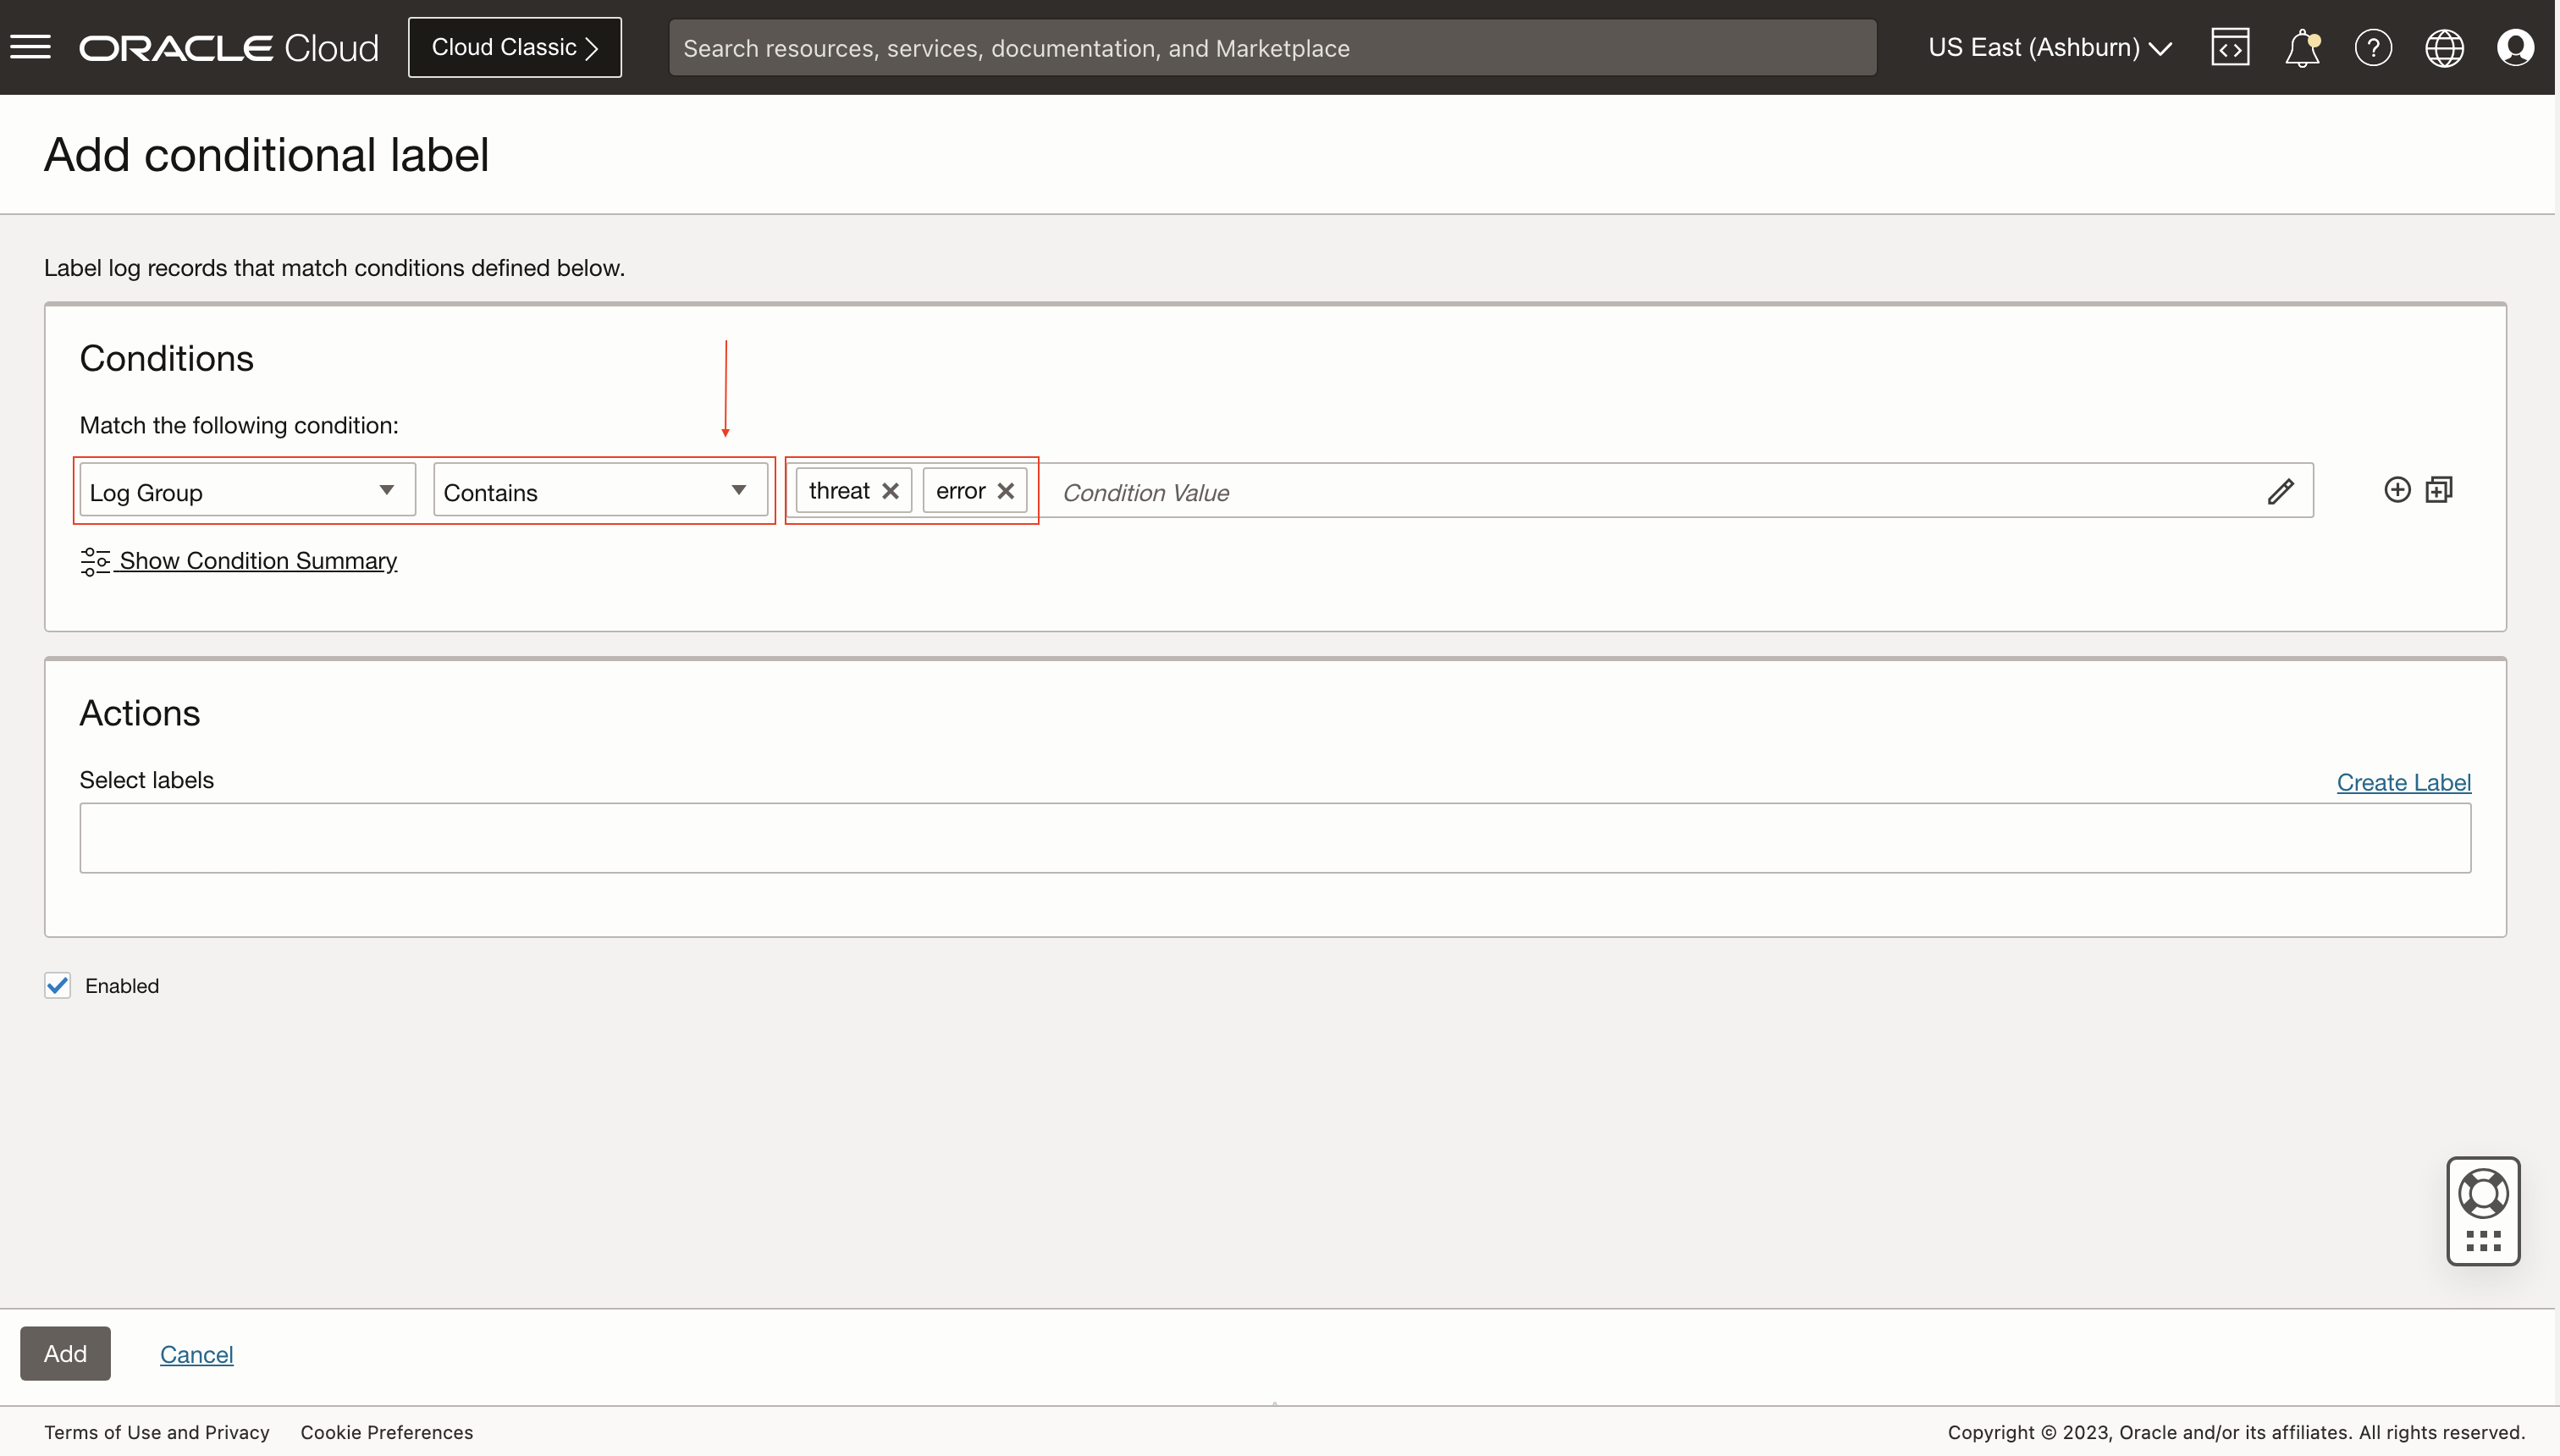 ORACLE Cloud
Cloud Classic
Search resources, services, documentation, and Marketplace
US East (Ashburn)
Add conditional label
Label log records that match conditions defined below.
Conditions
Match the following condition:
Log Group
Contains
threat
error
Condition Value
Show Condition Summary
Actions
Select labels
Create Label
Enabled
Add
Cancel
Terms of Use and Privacy
Cookie Preferences
Copyright © 2023, Oracle and/or its affiliates. All rights reserved.